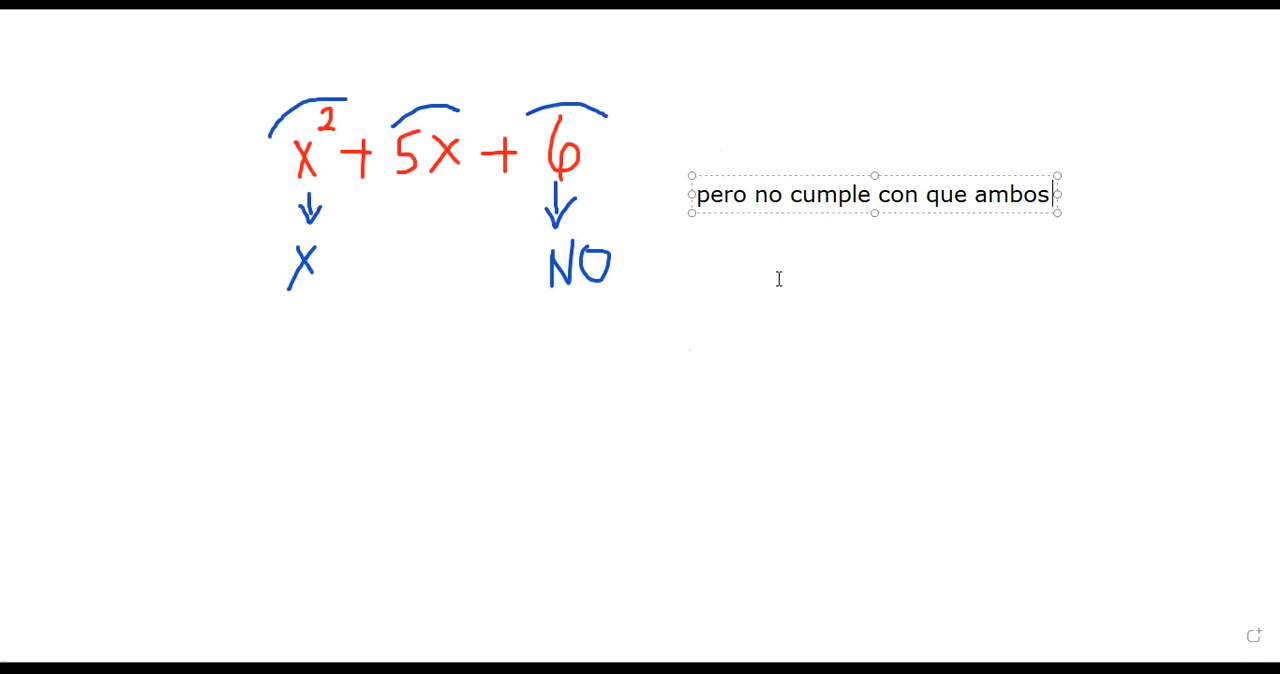 x² + 5x + 6
pero no cumple con que ambos
x NO